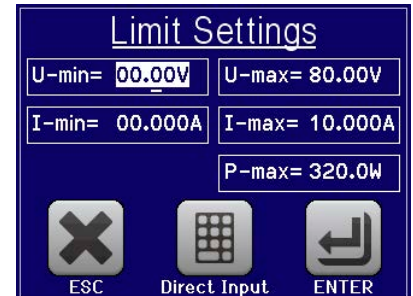 Limit Settings
U-min= 00.00V U-max= 80.00V
I-min= 00.000A I-max= 10.000A
P-max= 320.0W
ESC Direct Input ENTER